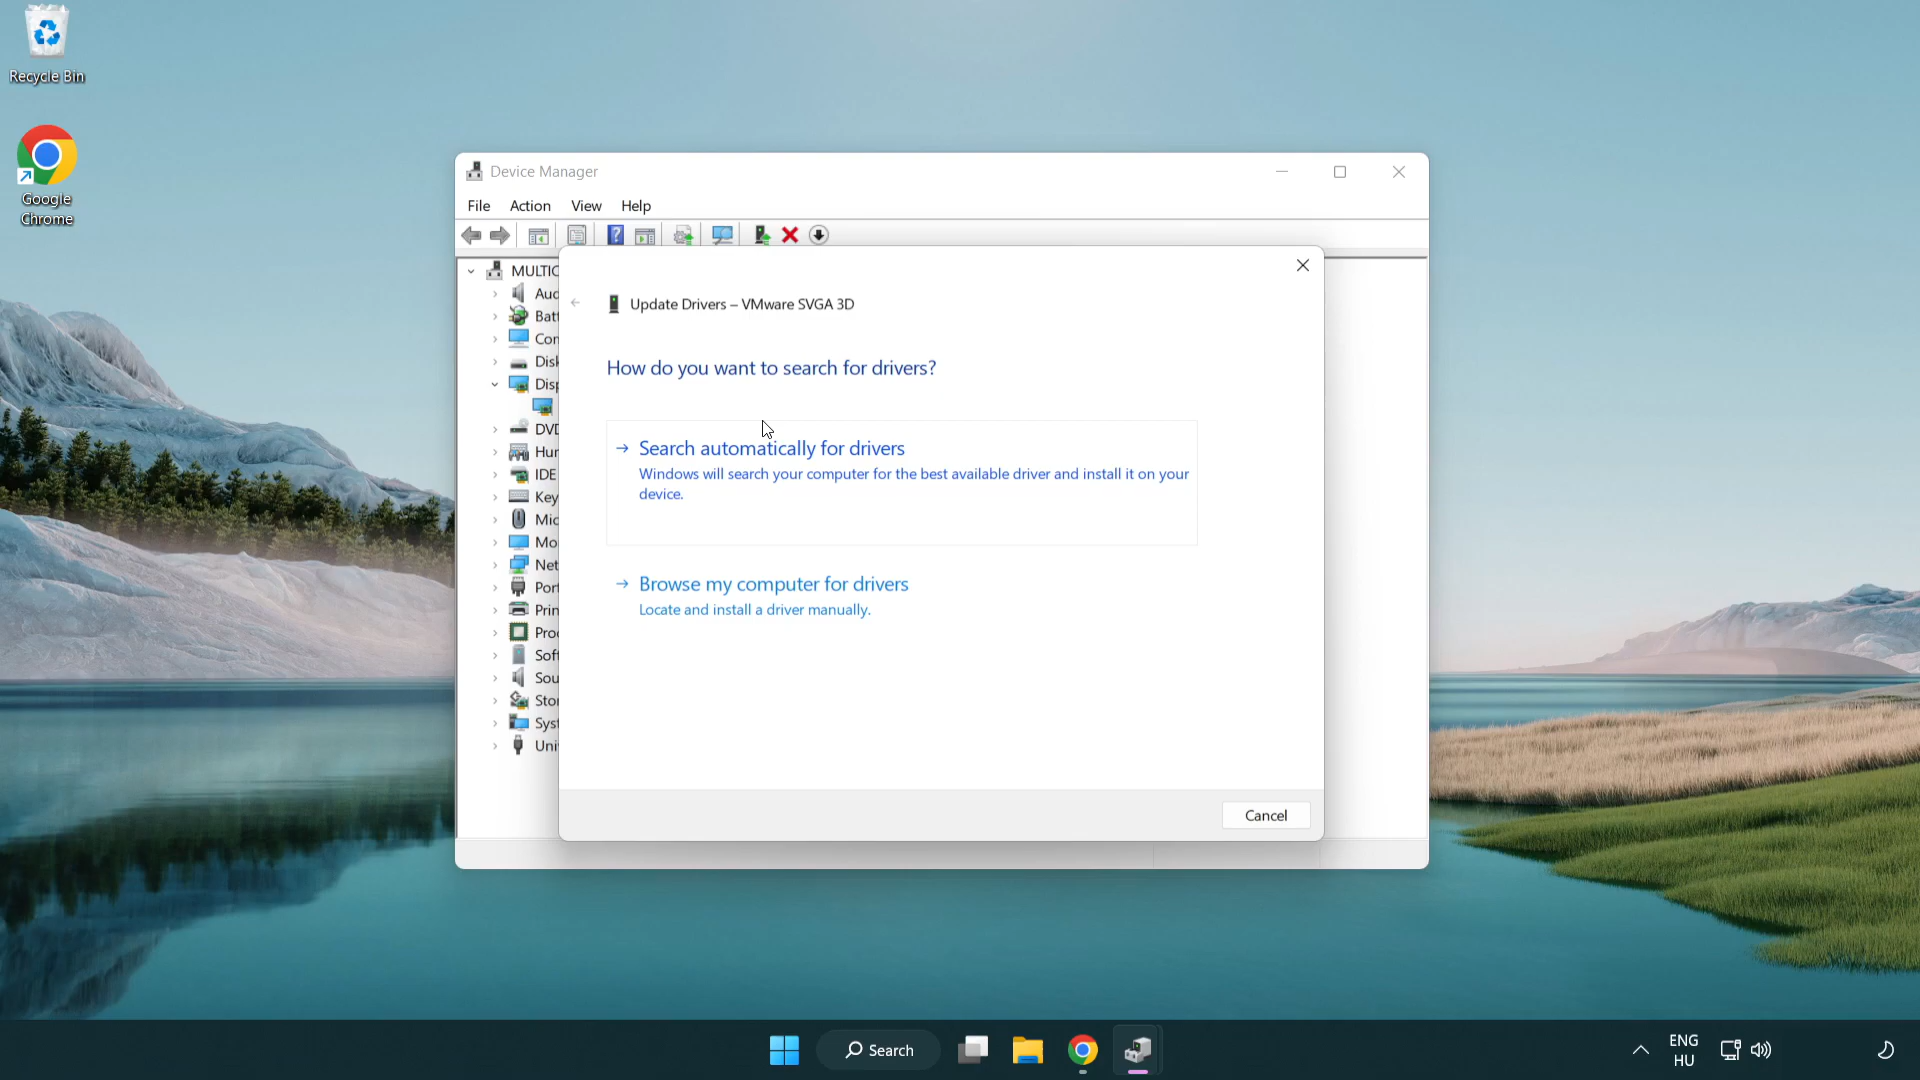 Recycle Bin
Google
Chrome
Device Manager
File Action View Help
MULTIC
Aud
Batt
Con
Disk
Disp
DVD
Hur
IDE
Key
Mic
Mo
Net
Port
Prin
Proc
Soft
Sou
Stor
Syst
Uni
Update Drivers – VMware SVGA 3D
How do you want to search for drivers?
Search automatically for drivers
Windows will search your computer for the best available driver and install it on your
device.
Browse my computer for drivers
Locate and install a driver manually.
Cancel
Search
ENG
HU